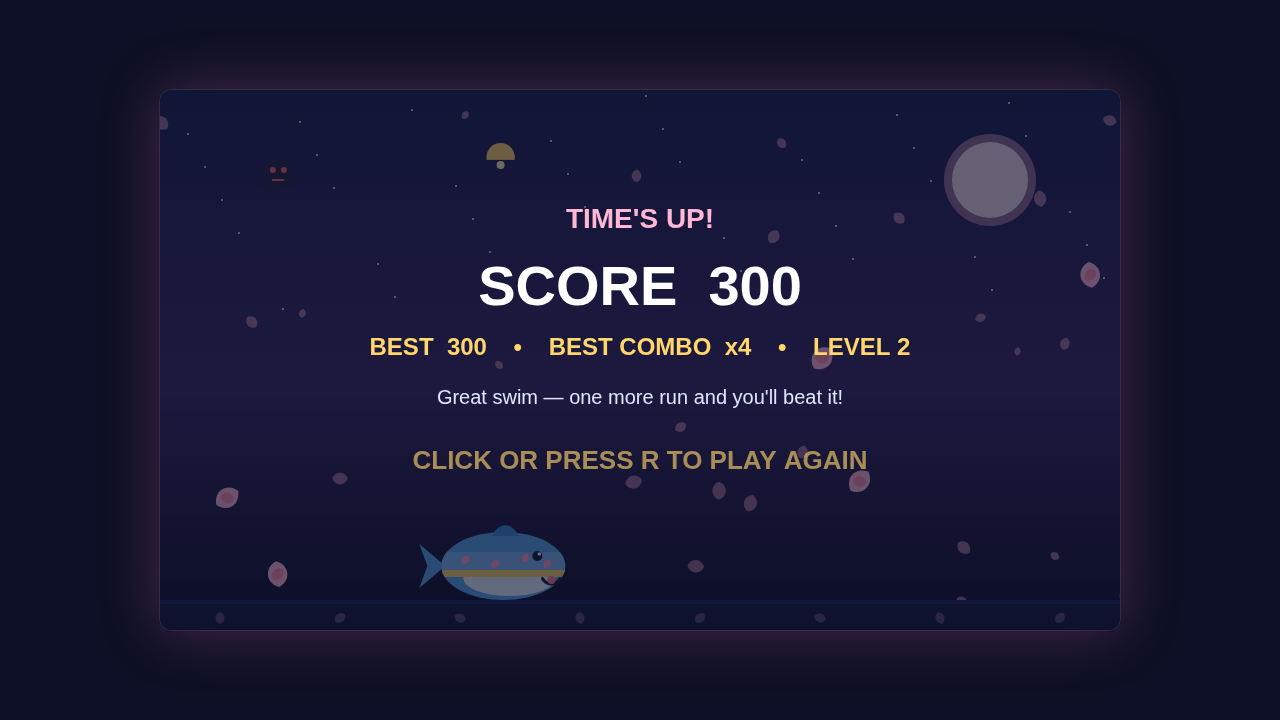 TIME'S UP!
SCORE 300
BEST 300 • BEST COMBO x4 • LEVEL 2
Great swim — one more run and you'll beat it!
CLICK OR PRESS R TO PLAY AGAIN